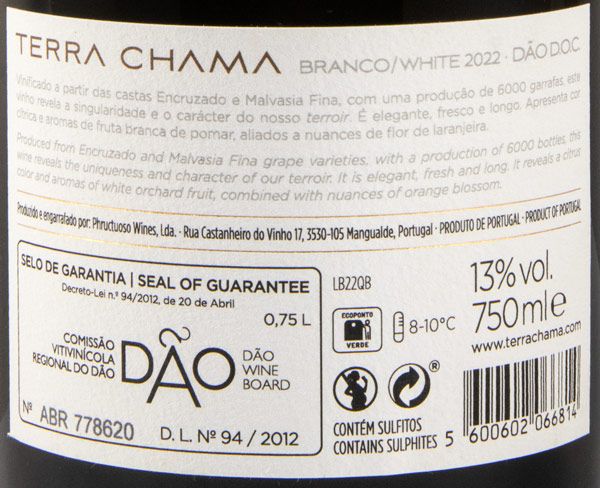 TERRA CHAMA BRANCO/WHITE 2022 · DÃO D.O.C.
Vinificado a partir das castas Encruzado e Malvasia Fina, com uma produção de 6000 garrafas, este
vinho revela a singularidade e o carácter do nosso terroir. É elegante, fresco e longo. Apresenta cor
cítrica e aromas de fruta branca de pomar, aliados a nuances de flor de laranjeira.
Produced from Encruzado and Malvasia Fina grape varieties, with a production of 6000 bottles, this
wine reveals the uniqueness and character of our terroir. It is elegant, fresh and long. It reveals a citrus
color and aromas of white orchard fruit, combined with nuances of orange blossom.
Produzido e engarrafado por: Phructuoso Wines, Lda. · Rua Castanheiro do Vinho 17, 3530-105 Mangualde, Portugal · PRODUTO DE PORTUGAL · PRODUCT OF PORTUGAL
SELO DE GARANTIA | SEAL OF GUARANTEE
Decreto-Lei n.º 94/2012, de 20 de Abril
0,75 L
COMISSÃO
VITIVINÍCOLA
REGIONAL DO DÃO
DÃO
DÃO
WINE
BOARD
Nº ABR 778620
D. L. Nº 94 / 2012
LB22QB
ECOPONTO
VERDE
8-10ºC
CONTÉM SULFITOS
CONTAINS SULPHITES
13% vol.
750 ml e
www.terrachama.com
5 600602 066814